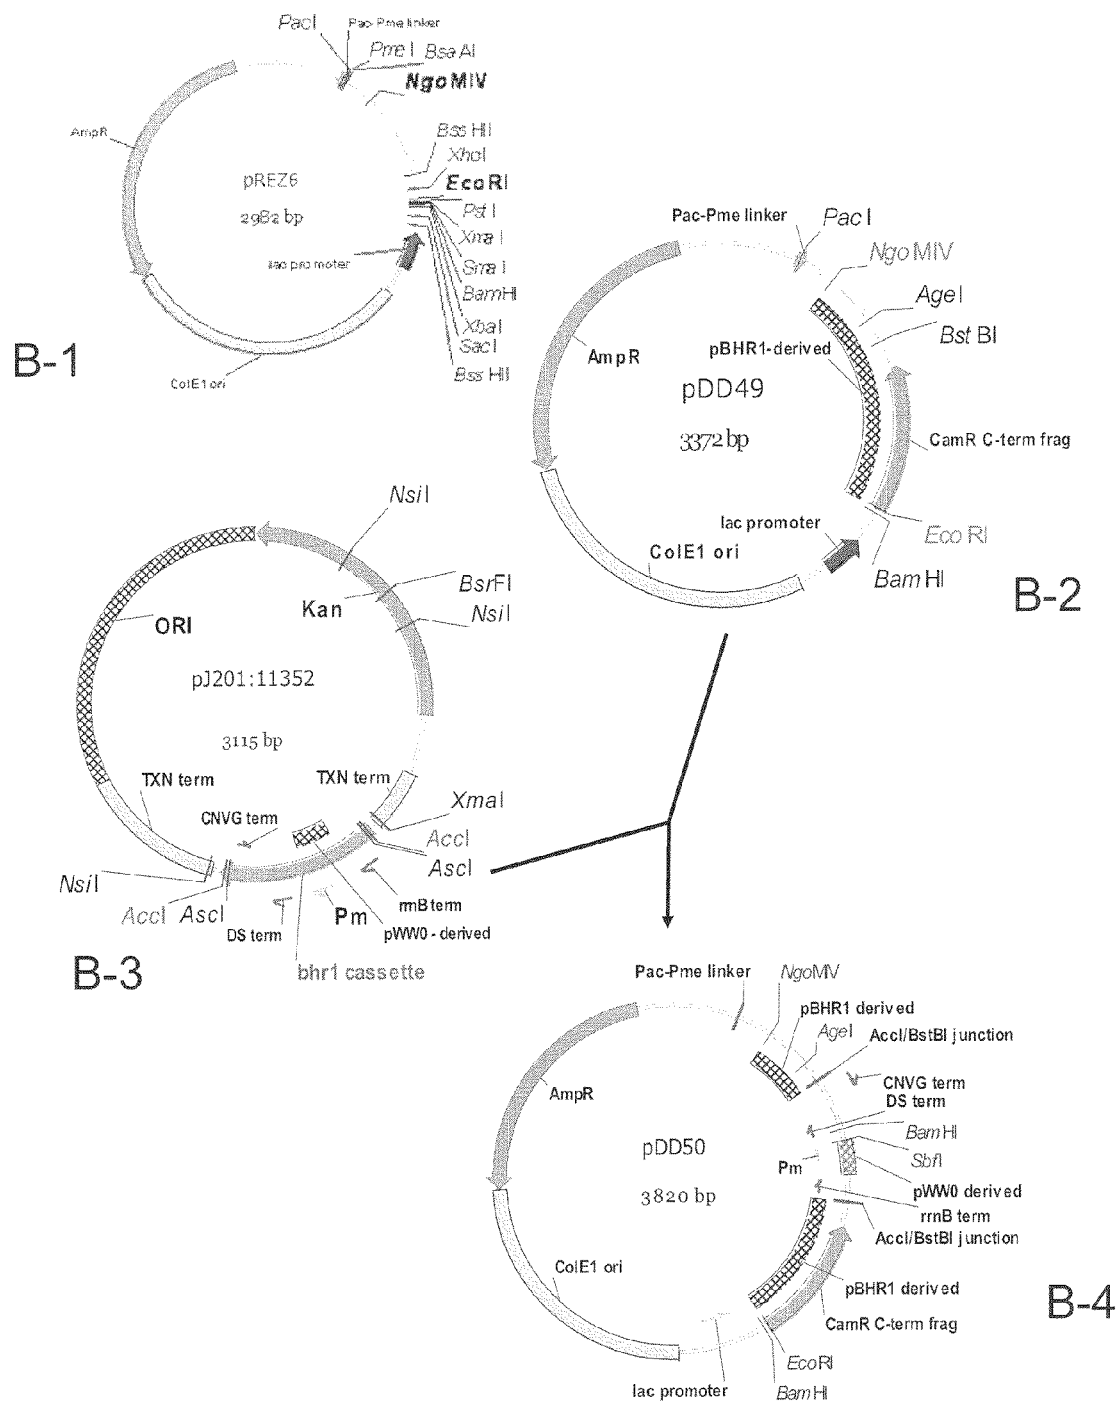 PacI
Pac-Pme linker
PmeI
BsaAI
NgoMIV
AmpR
BssHII
XhoI
EcoRI
PstI
XmaI
SmaI
BamHI
XbaI
SacI
BssHII
pREZ6
2982 bp
lac promoter
ColE1 ori
B-1
Pac-Pme linker
PacI
NgoMIV
AgeI
BstBI
AmpR
pBHR1-derived
pDD49
3372 bp
CamR C-term frag
lac promoter
ColE1 ori
EcoRI
BamHI
B-2
NsiI
BsrFI
Kan
NsiI
ORI
pJ201:11352
3115 bp
TXN term
TXN term
CNVG term
XmaI
AccI
AscI
NsiI
AccI
AscI
rrnB term
Pm
DS term
pWW0-derived
bhr1 cassette
B-3
Pac-Pme linker
NgoMIV
pBHR1 derived
AgeI
AccI/BstBI junction
CNVG term
DS term
AmpR
BamHI
SbfI
pDD50
3820 bp
Pm
pWW0 derived
rrnB term
AccI/BstBI junction
ColE1 ori
pBHR1 derived
CamR C-term frag
EcoRI
BamHI
lac promoter
B-4